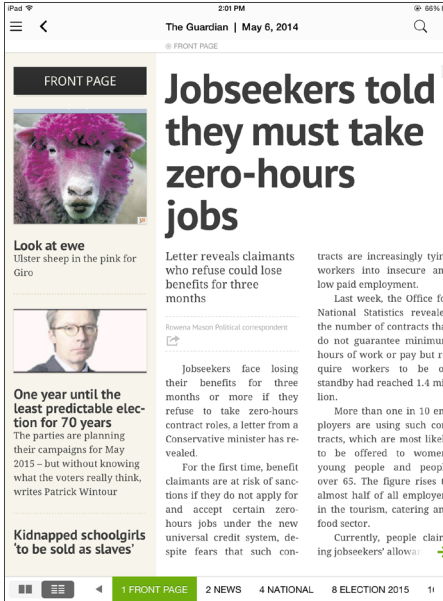 iPad
2:01 PM
66%
The Guardian | May 6, 2014
FRONT PAGE
FRONT PAGE
Look at ewe
Ulster sheep in the pink for
Giro
One year until the
least predictable elec-
tion for 70 years
The parties are planning
their campaigns for May
2015 – but without knowing
what the voters really think,
writes Patrick Wintour
Kidnapped schoolgirls
'to be sold as slaves'
Jobseekers told
they must take
zero-hours
jobs
Letter reveals claimants
who refuse could lose
benefits for three
months
Rowena Mason Political correspondent
Jobseekers face losing
their benefits for three
months or more if they
refuse to take zero-hours
contract roles, a letter from a
Conservative minister has re-
vealed.
For the first time, benefit
claimants are at risk of sanc-
tions if they do not apply for
and accept certain zero-
hours jobs under the new
universal credit system, de-
spite fears that such con-
tracts are increasingly tyin
workers into insecure an
low paid employment.
Last week, the Office fo
National Statistics reveale
the number of contracts tha
do not guarantee minimu
hours of work or pay but r
quire workers to be o
standby had reached 1.4 mi
lion.
More than one in 10 em
ployers are using such con
tracts, which are most likel
to be offered to wome
young people and peopl
over 65. The figure rises t
almost half of all employer
in the tourism, catering an
food sector.
Currently, people clain
ing jobseekers' allowa
1 FRONT PAGE
2 NEWS
4 NATIONAL
8 ELECTION 2015